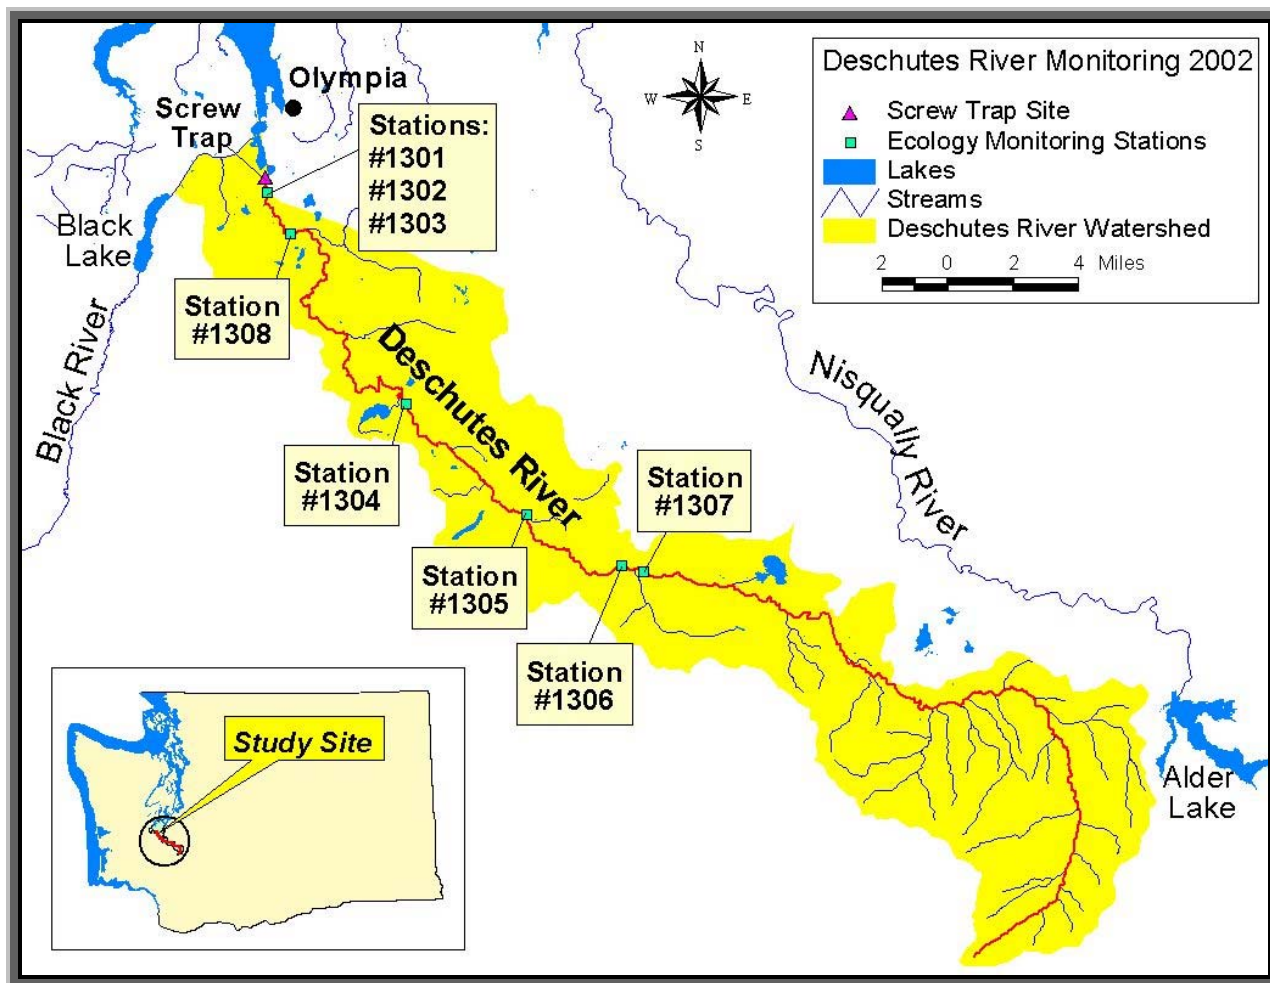 Deschutes River Monitoring 2002
Screw Trap Site
Ecology Monitoring Stations
Lakes
Streams
Deschutes River Watershed
2 0 2 4 Miles
N
W E
S
Olympia
Screw
Trap
Stations:
#1301
#1302
#1303
Black
Lake
Station
#1308
Black River
Deschutes River
Nisqually River
Station
#1304
Station
#1307
Station
#1305
Station
#1306
Study Site
Alder
Lake